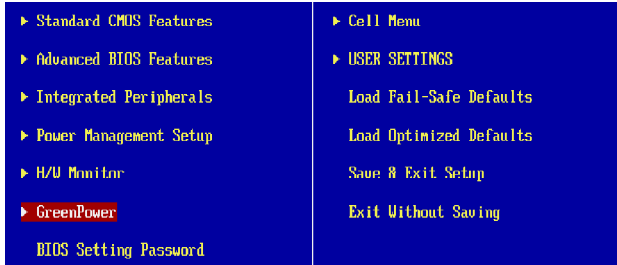 Standard CMOS Features
Advanced BIOS Features
Integrated Peripherals
Power Management Setup
H/W Monitor
GreenPower
BIOS Setting Password
Cell Menu
USER SETTINGS
Load Fail-Safe Defaults
Load Optimized Defaults
Save & Exit Setup
Exit Without Saving